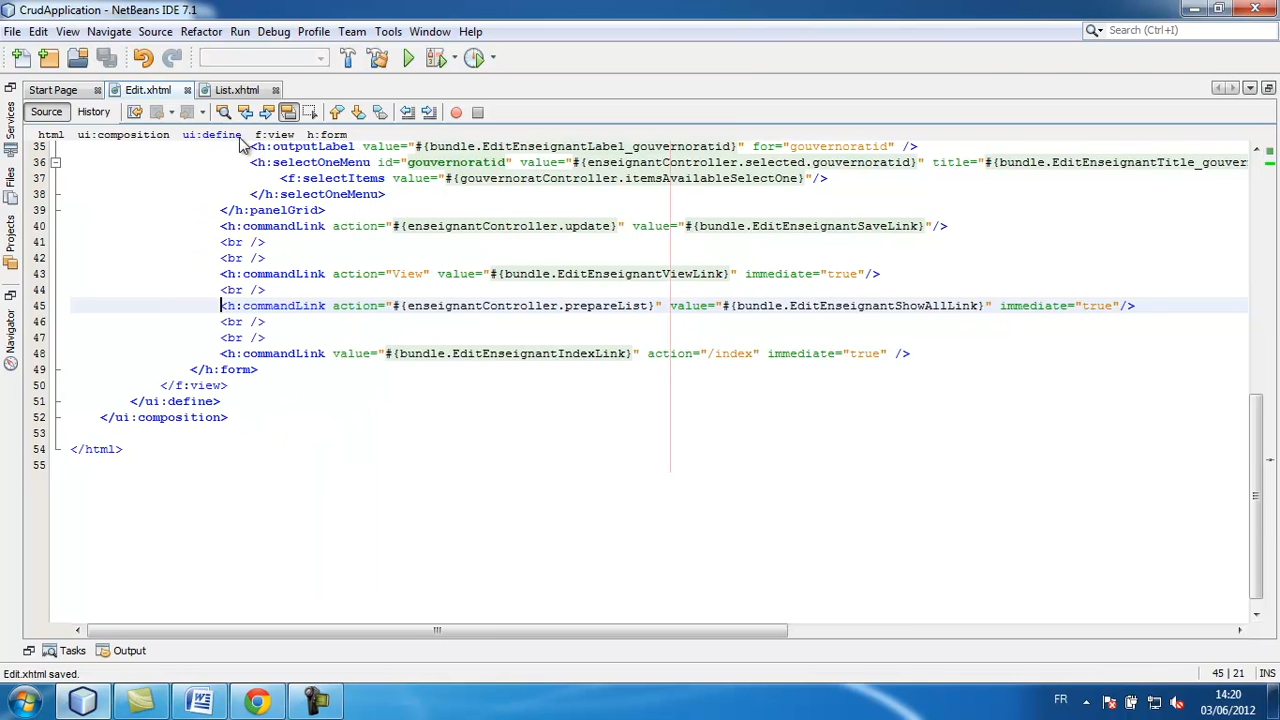 CrudApplication - NetBeans IDE 7.1
File Edit View Navigate Source Refactor Run Debug Profile Team Tools Window Help
Search (Ctrl+I)
Start Page Edit.xhtml List.xhtml
Source History
html ui:composition ui:define f:view h:form
Services
Files
Projects
Navigator
35 <h:outputLabel value="#{bundle.EditEnseignantLabel_gouvernoratid}" for="gouvernoratid" />
36 <h:selectOneMenu id="gouvernoratid" value="#{enseignantController.selected.gouvernoratid}" title="#{bundle.EditEnseignantTitle_gouver
37 <f:selectItems value="#{gouvernoratController.itemsAvailableSelectOne}"/>
38 </h:selectOneMenu>
39 </h:panelGrid>
40 <h:commandLink action="#{enseignantController.update}" value="#{bundle.EditEnseignantSaveLink}"/>
41 <br />
42 <br />
43 <h:commandLink action="View" value="#{bundle.EditEnseignantViewLink}" immediate="true"/>
44 <br />
45 <h:commandLink action="#{enseignantController.prepareList}" value="#{bundle.EditEnseignantShowAllLink}" immediate="true"/>
46 <br />
47 <br />
48 <h:commandLink value="#{bundle.EditEnseignantIndexLink}" action="/index" immediate="true" />
49 </h:form>
50 </f:view>
51 </ui:define>
52 </ui:composition>
53
54 </html>
55
Tasks Output
Edit.xhtml saved.
45 | 21 INS
FR
14:20
03/06/2012